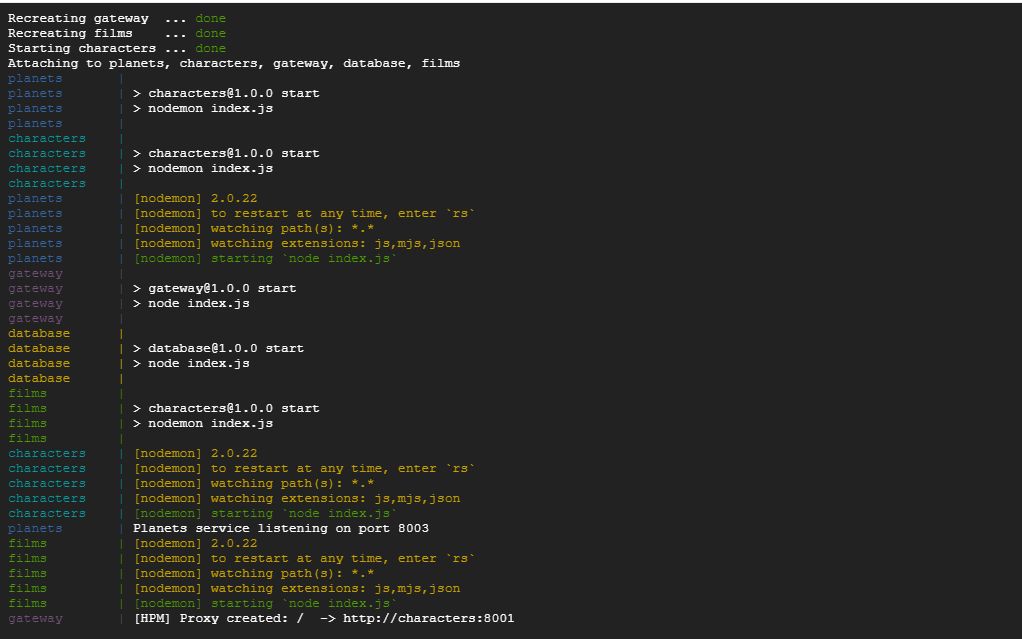 Recreating gateway  ... done
Recreating films    ... done
Starting characters ... done
Attaching to planets, characters, gateway, database, films
planets       |
planets       | > characters@1.0.0 start
planets       | > nodemon index.js
planets       |
characters    |
characters    | > characters@1.0.0 start
characters    | > nodemon index.js
characters    |
planets       | [nodemon] 2.0.22
planets       | [nodemon] to restart at any time, enter `rs`
planets       | [nodemon] watching path(s): *.*
planets       | [nodemon] watching extensions: js,mjs,json
planets       | [nodemon] starting `node index.js`
gateway       |
gateway       | > gateway@1.0.0 start
gateway       | > node index.js
gateway       |
database      |
database      | > database@1.0.0 start
database      | > node index.js
database      |
films         |
films         | > characters@1.0.0 start
films         | > nodemon index.js
films         |
characters    | [nodemon] 2.0.22
characters    | [nodemon] to restart at any time, enter `rs`
characters    | [nodemon] watching path(s): *.*
characters    | [nodemon] watching extensions: js,mjs,json
characters    | [nodemon] starting `node index.js`
planets       | Planets service listening on port 8003
films         | [nodemon] 2.0.22
films         | [nodemon] to restart at any time, enter `rs`
films         | [nodemon] watching path(s): *.*
films         | [nodemon] watching extensions: js,mjs,json
films         | [nodemon] starting `node index.js`
gateway       | [HPM] Proxy created: /  -> http://characters:8001